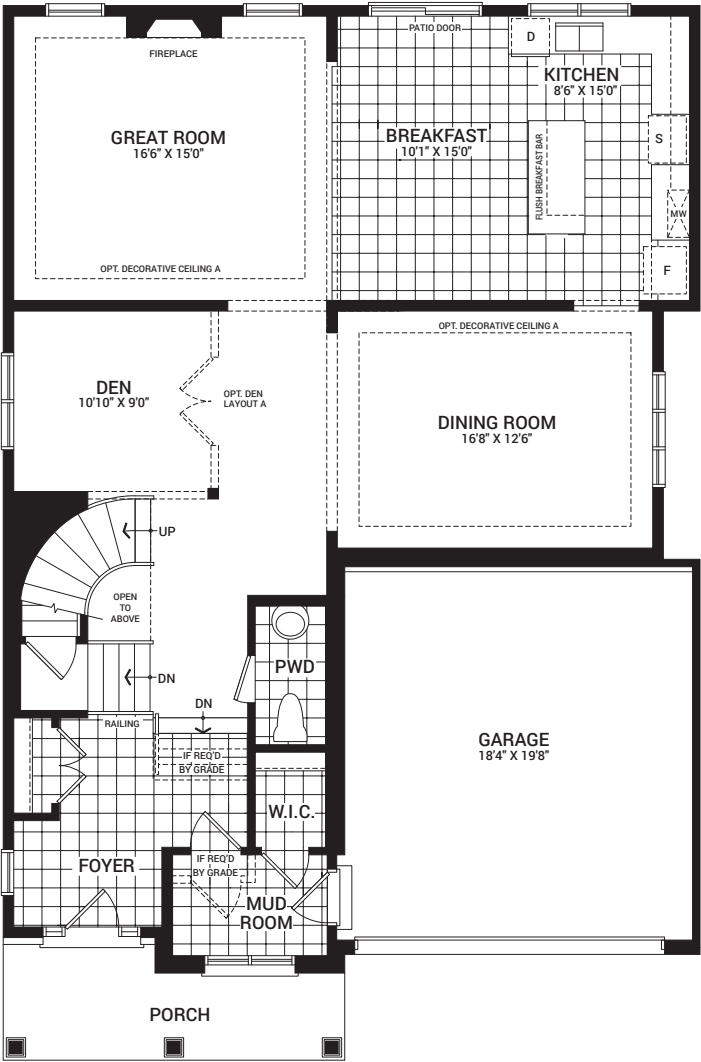 PATIO DOOR
D
FIREPLACE
KITCHEN
8'6" X 15'0"
GREAT ROOM
16'6" X 15'0"
BREAKFAST
10'1" X 15'0"
FLUSH BREAKFAST BAR
S
MW
F
OPT. DECORATIVE CEILING A
OPT. DECORATIVE CEILING A
DEN
10'10" X 9'0"
OPT. DEN
LAYOUT A
DINING ROOM
16'8" X 12'6"
UP
OPEN
TO
ABOVE
DN
PWD
DN
RAILING
IF REQ'D
BY GRADE
GARAGE
18'4" X 19'8"
W.I.C.
FOYER
IF REQ'D
BY GRADE
MUD
ROOM
PORCH